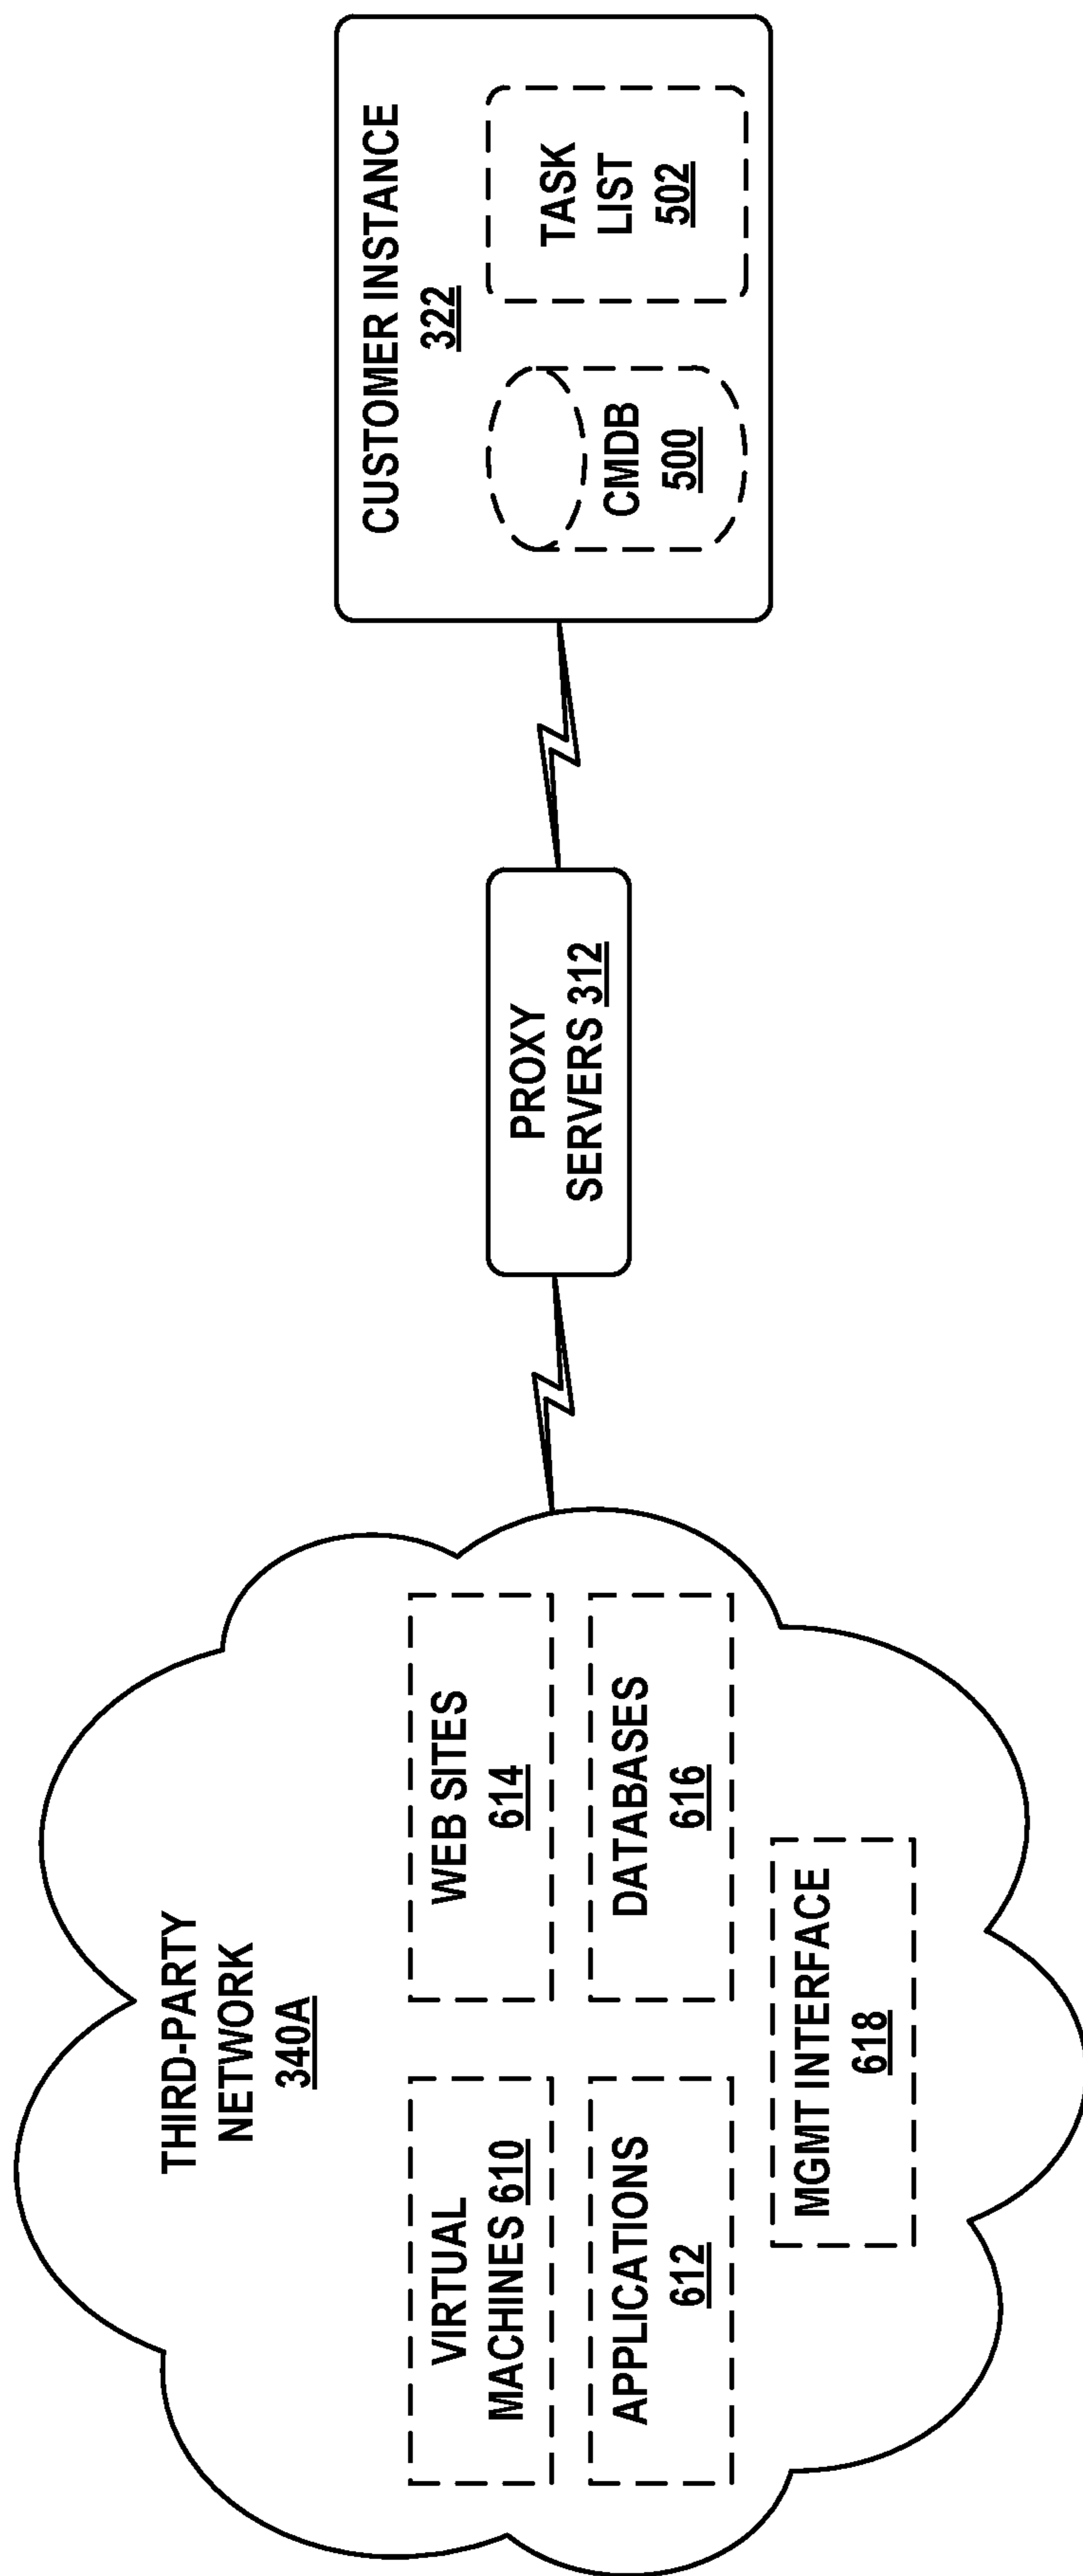 THIRD-PARTY
NETWORK
340A
VIRTUAL
MACHINES 610
WEB SITES
614
APPLICATIONS
612
DATABASES
616
MGMT INTERFACE
618
PROXY
SERVERS 312
CUSTOMER INSTANCE
322
CMDB
500
TASK
LIST
502